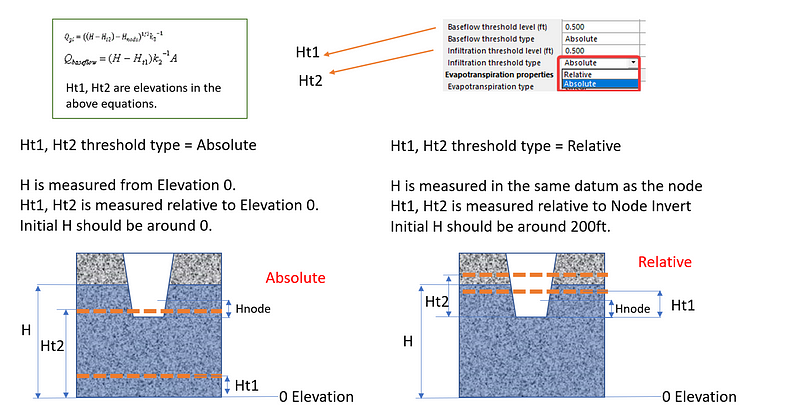 Q_gi = ((H − H_t2) − H_node)^1/2 k_2^-1
Q_baseflow = (H − H_t1)k_2^-1 A
Ht1, Ht2 are elevations in the
above equations.
Ht1
Ht2
Baseflow threshold level (ft) 0.500
Baseflow threshold type Absolute
Infiltration threshold level (ft) 0.500
Infiltration threshold type Absolute
Evapotranspiration properties Relative
Evapotranspiration type Absolute
Ht1, Ht2 threshold type = Absolute
H is measured from Elevation 0.
Ht1, Ht2 is measured relative to Elevation 0.
Initial H should be around 0.
Absolute
Hnode
H
Ht2
Ht1
0 Elevation
Ht1, Ht2 threshold type = Relative
H is measured in the same datum as the node
Ht1, Ht2 is measured relative to Node Invert
Initial H should be around 200ft.
Relative
Ht2
Hnode
Ht1
H
0 Elevation